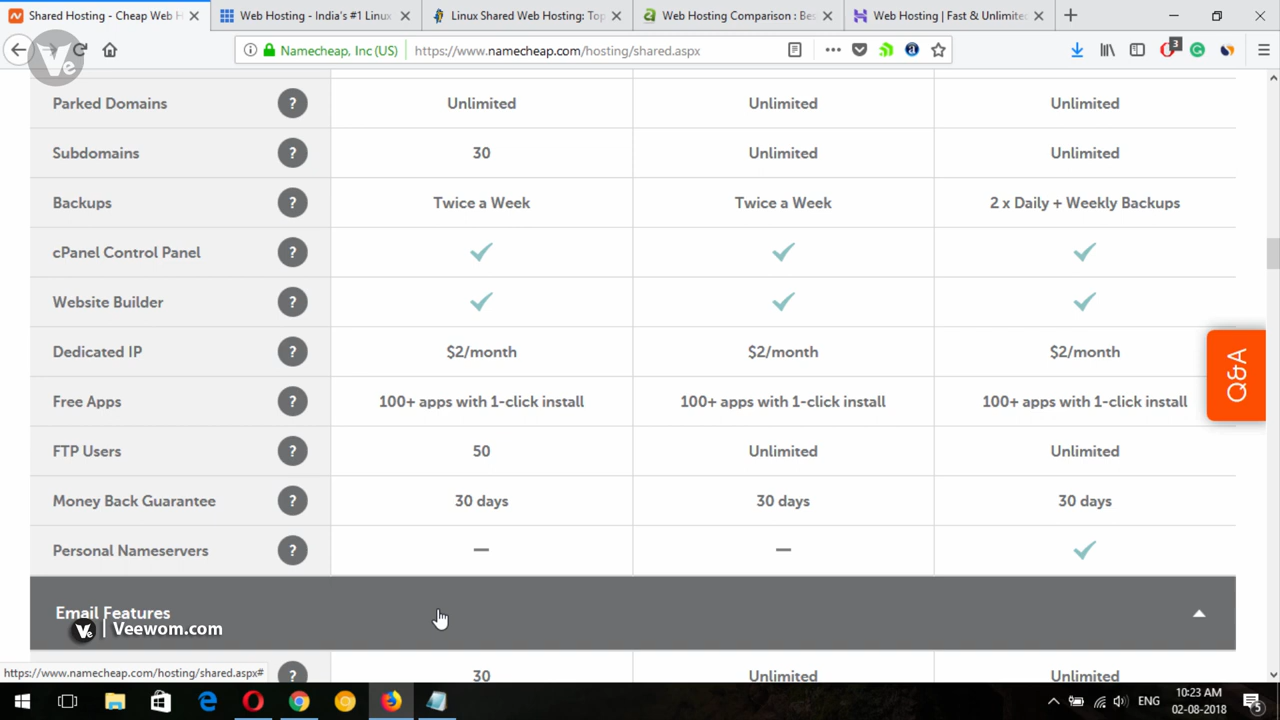 Shared Hosting - Cheap Web H
Web Hosting - India's #1 Linux
Linux Shared Web Hosting: Top
Web Hosting Comparison : Bes
Web Hosting | Fast & Unlimited
Namecheap, Inc (US)
https://www.namecheap.com/hosting/shared.aspx
3
Ve
Parked Domains ? Unlimited Unlimited Unlimited
Subdomains ? 30 Unlimited Unlimited
Backups ? Twice a Week Twice a Week 2 x Daily + Weekly Backups
cPanel Control Panel ?
Website Builder ?
Dedicated IP ? $2/month $2/month $2/month
Free Apps ? 100+ apps with 1-click install 100+ apps with 1-click install 100+ apps with 1-click install
FTP Users ? 50 Unlimited Unlimited
Money Back Guarantee ? 30 days 30 days 30 days
Personal Nameservers ? — —
Q&A
Email Features
Ve | Veewom.com
https://www.namecheap.com/hosting/shared.aspx#
? 30 Unlimited Unlimited
ENG
10:23 AM
02-08-2018
5